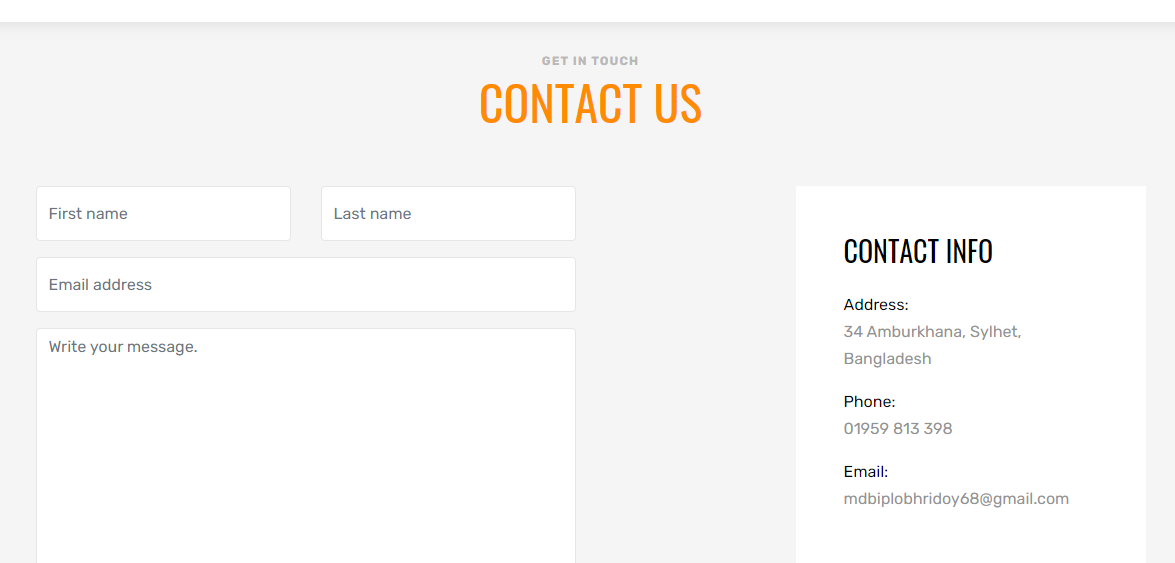 GET IN TOUCH
CONTACT US
First name
Last name
Email address
Write your message.
CONTACT INFO
Address:
34 Amburkhana, Sylhet,
Bangladesh
Phone:
01959 813 398
Email:
mdbiplobhridoy68@gmail.com